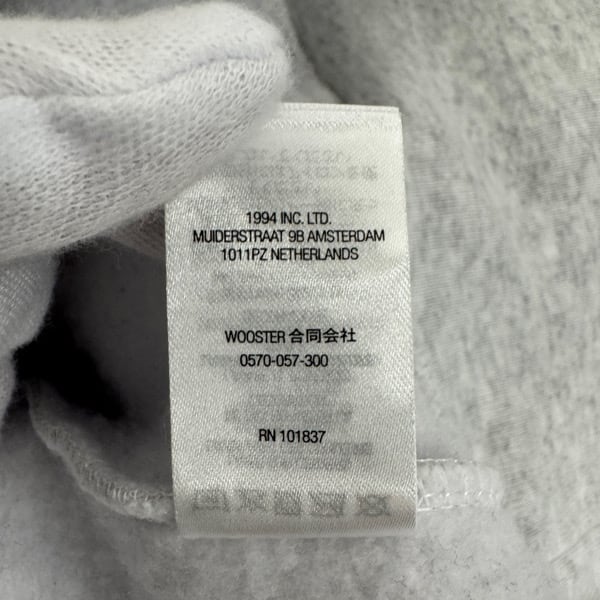 1994 INC. LTD.
MUIDERSTRAAT 9B AMSTERDAM
1011PZ NETHERLANDS
WOOSTER 合同会社
0570-057-300
RN 101837